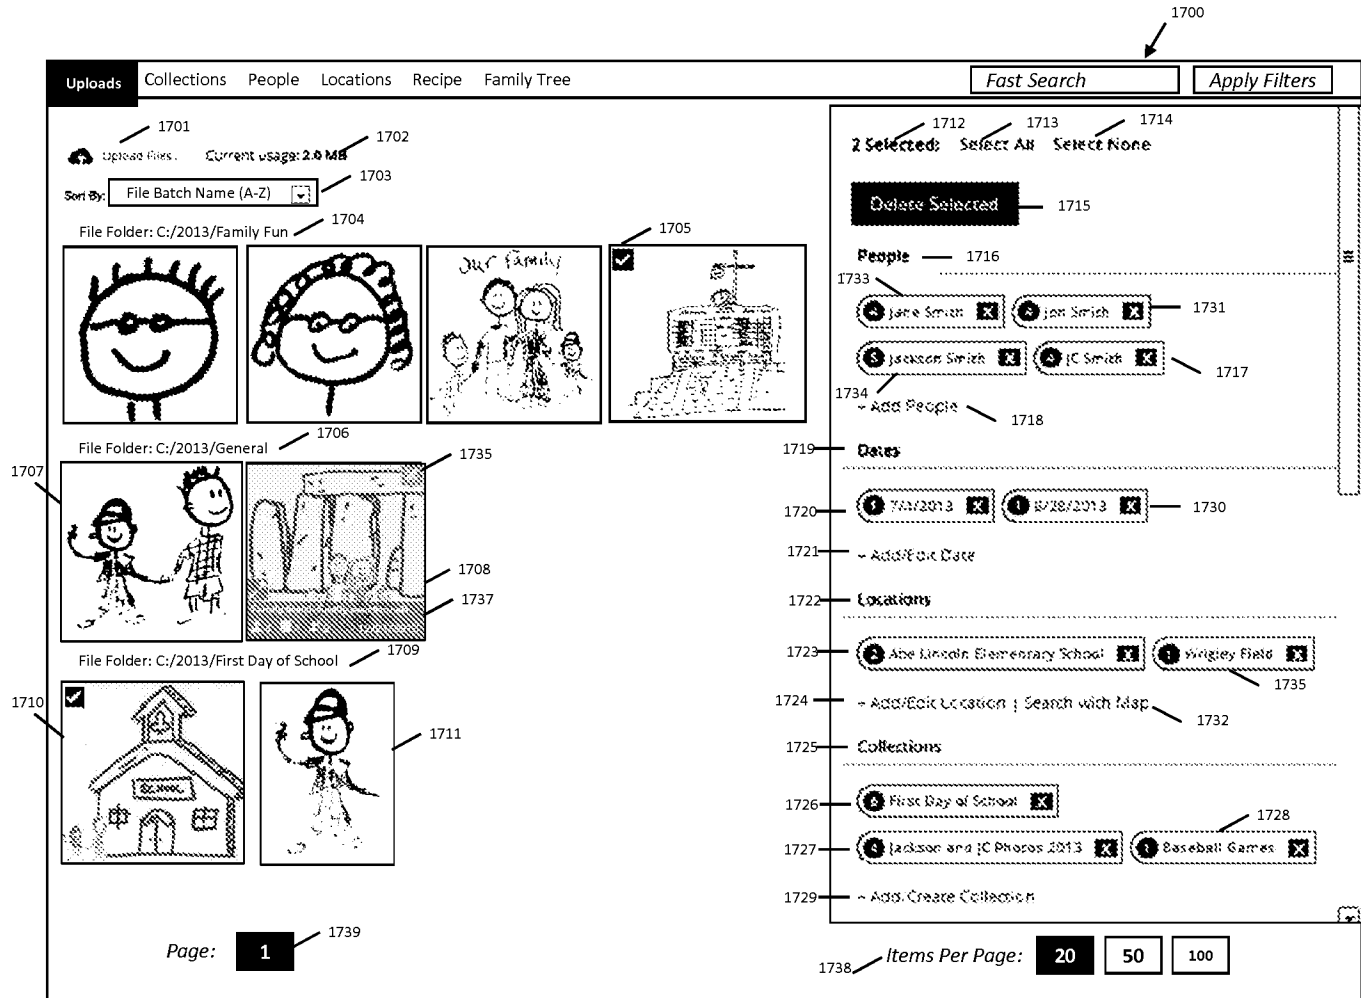 1700
Uploads Collections People Locations Recipe Family Tree Fast Search Apply Filters
1701 1702 1712 1713 1714
Upload Files Current usage: 2.0 MB 2 Selected: Select All Select None
1703
Sort By: File Batch Name (A-Z)
Delete Selected 1715
File Folder: C:/2013/Family Fun 1704 1705
Our Family
People 1716
1733
Jane Smith X Jon Smith X 1731
Jackson Smith X JC Smith X 1717
1734
+ Add People 1718
File Folder: C:/2013/General 1706
1719 Dates
1707 1735
1720 X 8/28/2013 X 1730
1721 + Add/Edit Date
1708
1737
1722 Locations
File Folder: C:/2013/First Day of School 1709
1723 2 Abe Lincoln Elementary School X 1 Wrigley Field X
1735
1710
1724 + Add/Edit Location | Search with Map 1732
1711
1725 Collections
School
1726 First Day of School X
1728
1727 Jackson and JC Photos 2013 X Baseball Games X
1729 + Add/Create Collection
Page: 1 1739
1738 Items Per Page: 20 50 100